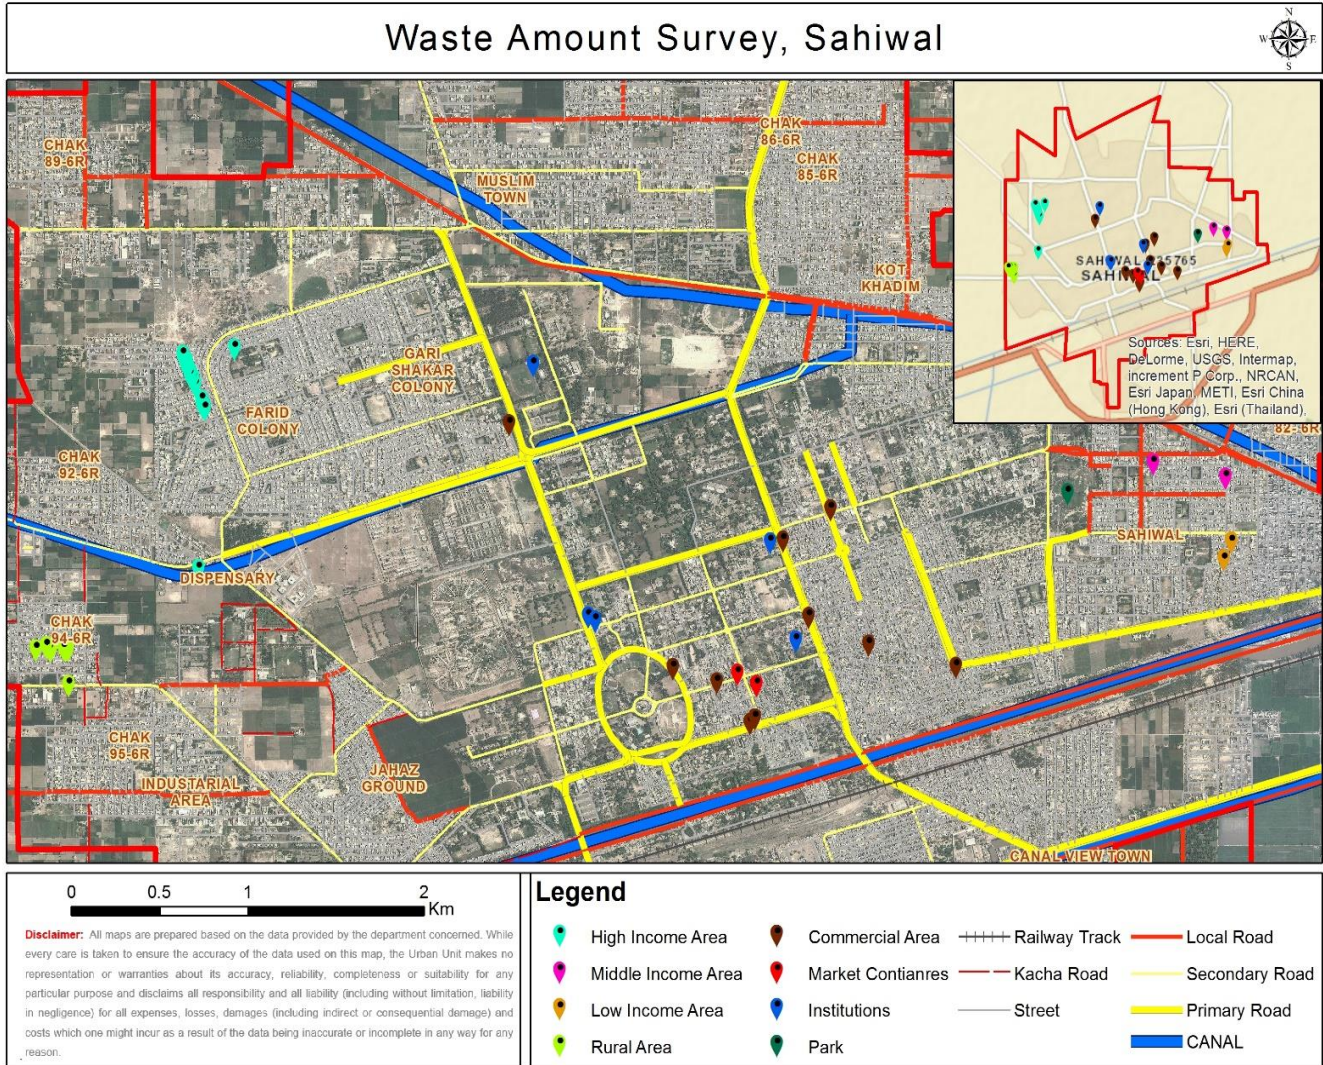 Waste Amount Survey, Sahiwal
N
W E
S
CHAK
89-6R
MUSLIM
TOWN
CHAK
86-6R
CHAK
85-6R
KOT
KHADIM
GARI
SHAKAR
COLONY
FARID
COLONY
CHAK
92-6R
DISPENSARY
CHAK
94-6R
CHAK
95-6R
INDUSTARIAL
AREA
JAHAZ
GROUND
SAHIWAL
82-6R
CANAL VIEW TOWN
SAHIWAL
Sources: Esri, HERE,
DeLorme, USGS, Intermap,
increment P Corp., NRCAN,
Esri Japan, METI, Esri China
(Hong Kong), Esri (Thailand),
0 0.5 1 2
Km
Disclaimer: All maps are prepared based on the data provided by the department concerned. While
every care is taken to ensure the accuracy of the data used on this map, the Urban Unit makes no
representation or warranties about its accuracy, reliability, completeness or suitability for any
particular purpose and disclaims all responsibility and all liability (including without limitation, liability
in negligence) for all expenses, losses, damages (including indirect or consequential damage) and
costs which one might incur as a result of the data being inaccurate or incomplete in any way for any
reason.
Legend
High Income Area
Middle Income Area
Low Income Area
Rural Area
Commercial Area
Market Contianres
Institutions
Park
Railway Track
Kacha Road
Street
Local Road
Secondary Road
Primary Road
CANAL